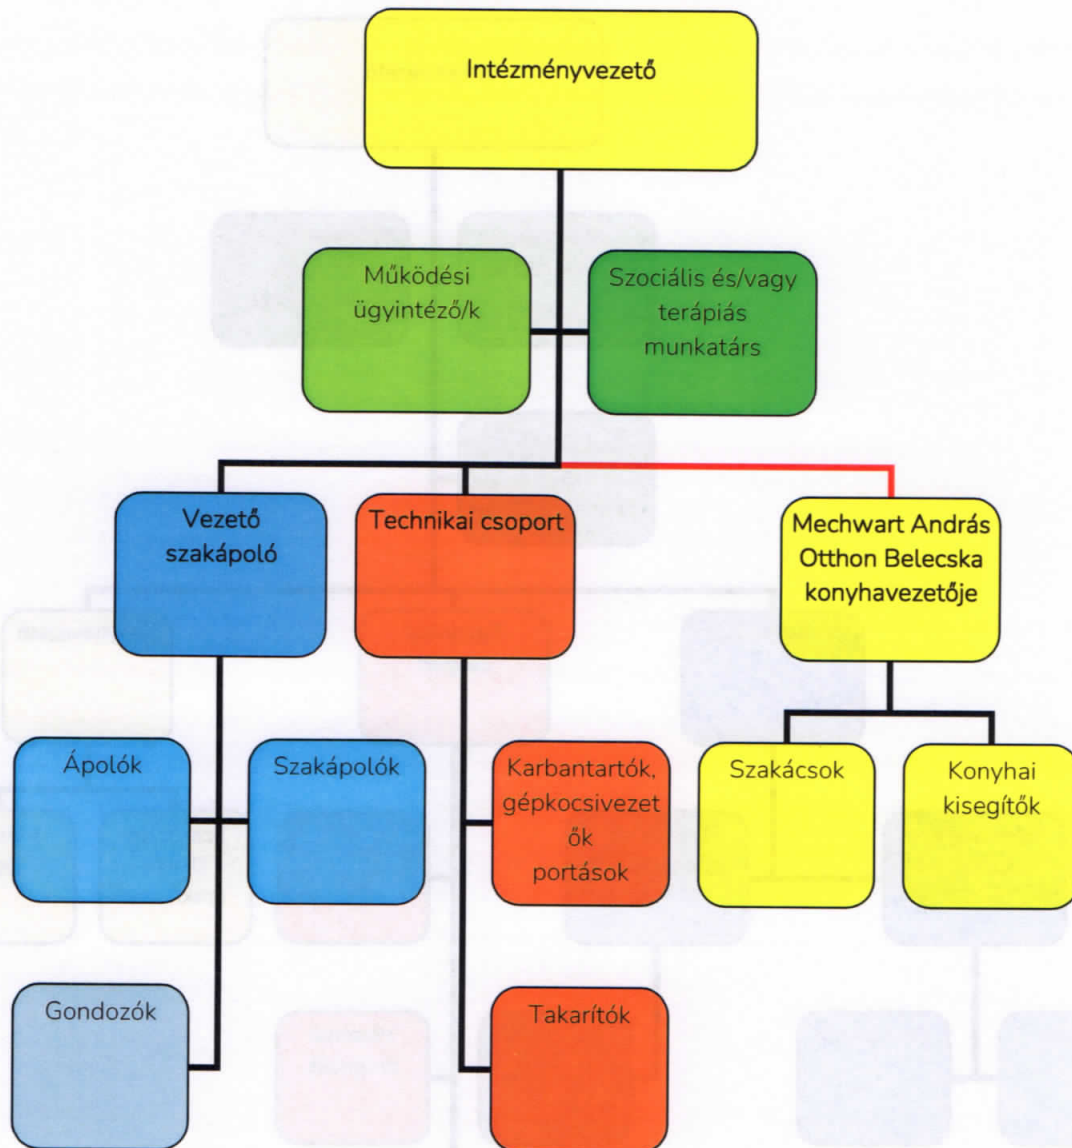 Intézményvezető
Működési
ügyintéző/k
Szociális és/vagy
terápiás
munkatárs
Vezető
szakápoló
Technikai csoport
Mechwart András
Otthon Belecska
konyhavezetője
Ápolók
Szakápolók
Karbantartók,
gépkocsivezet
ők
portások
Szakácsok
Konyhai
kisegítők
Gondozók
Takarítók